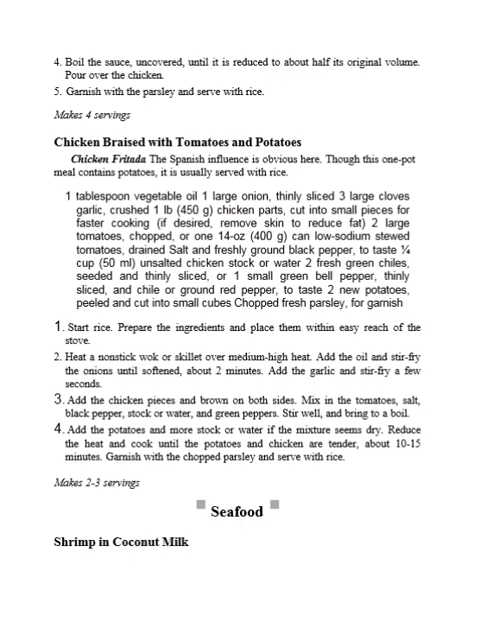 4. Boil the sauce, uncovered, until it is reduced to about half its original volume.
Pour over the chicken.
5. Garnish with the parsley and serve with rice.
Makes 4 servings
Chicken Braised with Tomatoes and Potatoes
Chicken Fritada The Spanish influence is obvious here. Though this one-pot
meal contains potatoes, it is usually served with rice.
1 tablespoon vegetable oil 1 large onion, thinly sliced 3 large cloves
garlic, crushed 1 lb (450 g) chicken parts, cut into small pieces for
faster cooking (if desired, remove skin to reduce fat) 2 large
tomatoes, chopped, or one 14-oz (400 g) can low-sodium stewed
tomatoes, drained Salt and freshly ground black pepper, to taste ¼
cup (50 ml) unsalted chicken stock or water 2 fresh green chiles,
seeded and thinly sliced, or 1 small green bell pepper, thinly
sliced, and chile or ground red pepper, to taste 2 new potatoes,
peeled and cut into small cubes Chopped fresh parsley, for garnish
1. Start rice. Prepare the ingredients and place them within easy reach of the
stove.
2. Heat a nonstick wok or skillet over medium-high heat. Add the oil and stir-fry
the onions until softened, about 2 minutes. Add the garlic and stir-fry a few
seconds.
3. Add the chicken pieces and brown on both sides. Mix in the tomatoes, salt,
black pepper, stock or water, and green peppers. Stir well, and bring to a boil.
4. Add the potatoes and more stock or water if the mixture seems dry. Reduce
the heat and cook until the potatoes and chicken are tender, about 10-15
minutes. Garnish with the chopped parsley and serve with rice.
Makes 2-3 servings
Seafood
Shrimp in Coconut Milk